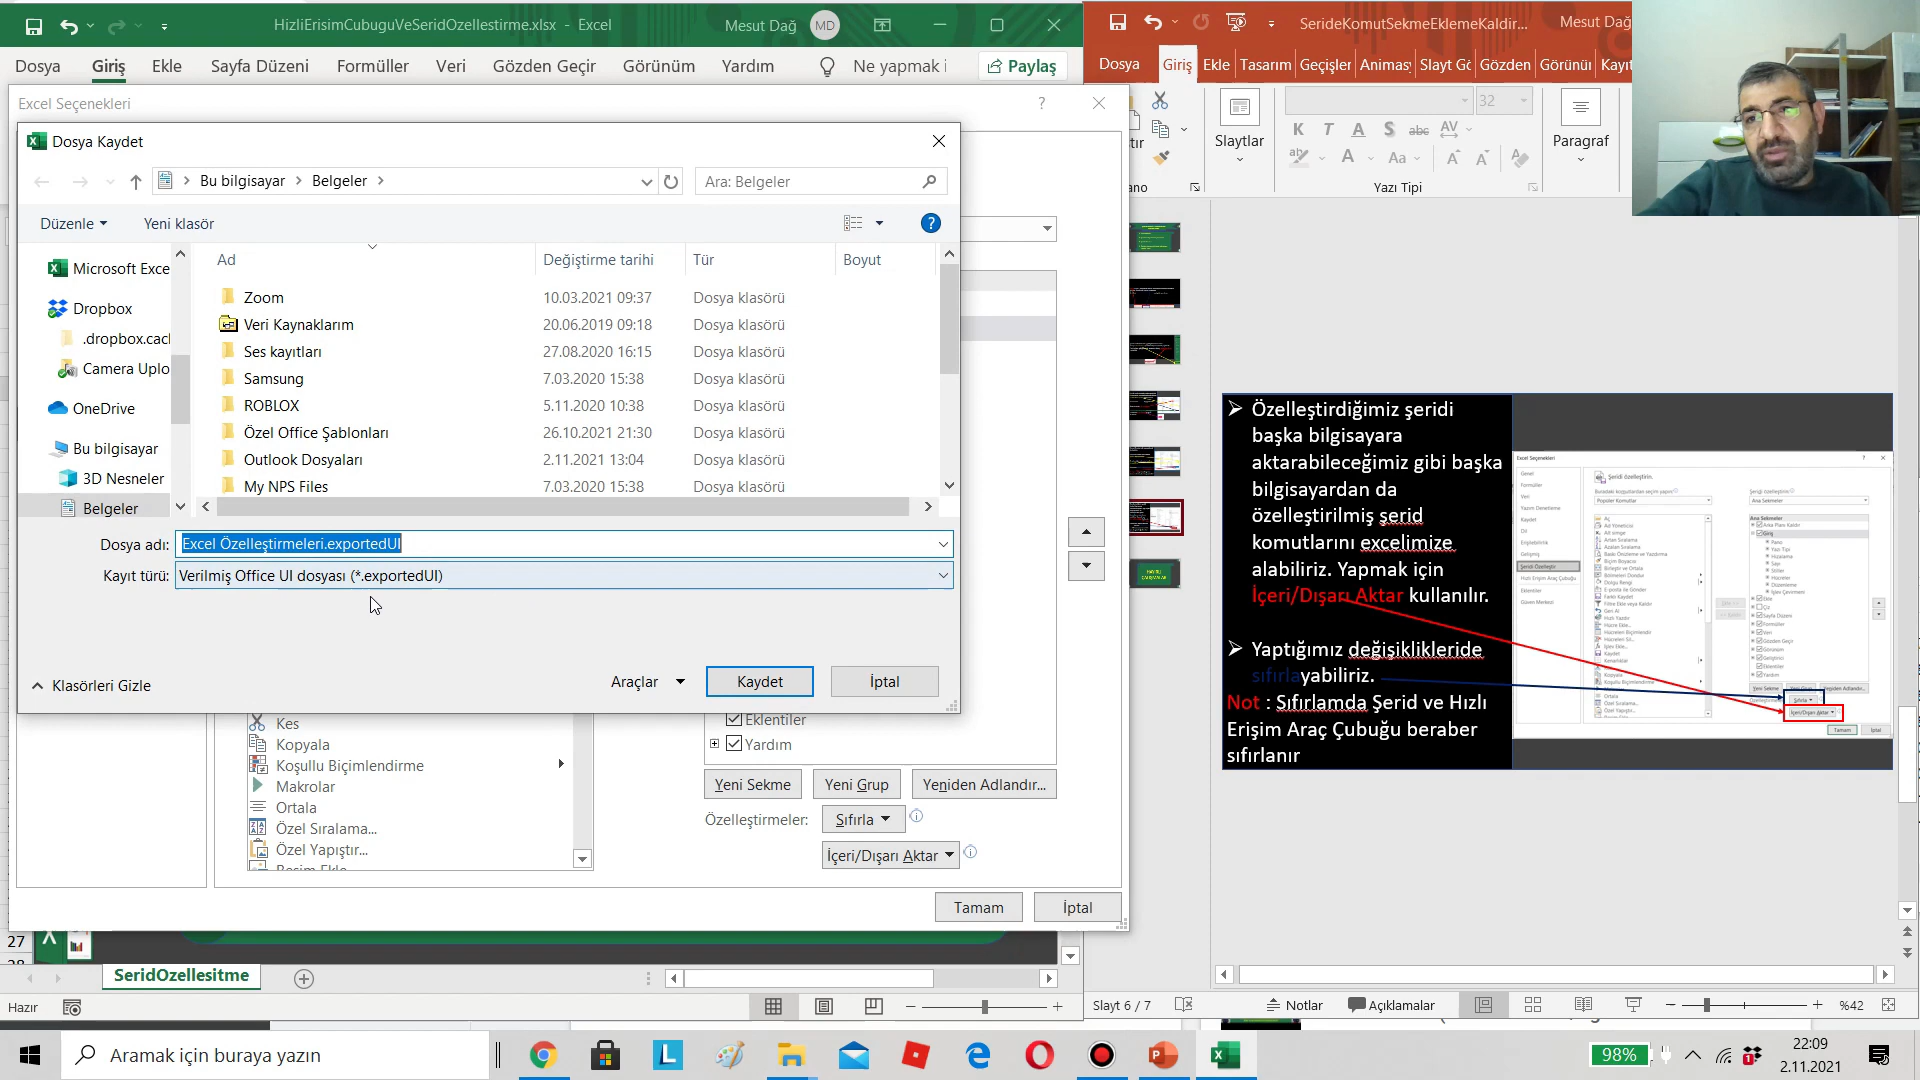 HizliErisimCubuguVeSeridOzellestirme.xlsx - Excel
Mesut Dağ
MD
Dosya
Giriş
Ekle
Sayfa Düzeni
Formüller
Veri
Gözden Geçir
Görünüm
Yardım
Ne yapmak i
Paylaş
SerideKomutSekmeEklemeKaldir...
Mesut Dağ
Dosya
Giriş
Ekle
Tasarım
Geçişler
Animasy
Slayt Gö
Gözden
Görünü
Kayıt
32
Slaytlar
Paragraf
Yazı Tipi
Excel Seçenekleri
Dosya Kaydet
Bu bilgisayar
Belgeler
Ara: Belgeler
Düzenle
Yeni klasör
Ad
Değiştirme tarihi
Tür
Boyut
Microsoft Exce
Dropbox
.dropbox.cacl
Camera Uplo
OneDrive
Bu bilgisayar
3D Nesneler
Belgeler
Zoom 10.03.2021 09:37 Dosya klasörü
Veri Kaynaklarım 20.06.2019 09:18 Dosya klasörü
Ses kayıtları 27.08.2020 16:15 Dosya klasörü
Samsung 7.03.2020 15:38 Dosya klasörü
ROBLOX 5.11.2020 10:38 Dosya klasörü
Özel Office Şablonları 26.10.2021 21:30 Dosya klasörü
Outlook Dosyaları 2.11.2021 13:04 Dosya klasörü
My NPS Files 7.03.2020 15:38 Dosya klasörü
Dosya adı: Excel Özelleştirmeleri.exportedUI
Kayıt türü: Verilmiş Office UI dosyası (*.exportedUI)
Klasörleri Gizle
Araçlar
Kaydet
İptal
Kes
Kopyala
Koşullu Biçimlendirme
Makrolar
Ortala
Özel Sıralama...
Özel Yapıştır...
Resim Ekle
Eklentiler
Yardım
Yeni Sekme
Yeni Grup
Yeniden Adlandır...
Özelleştirmeler:
Sıfırla
İçeri/Dışarı Aktar
Tamam
İptal
Özelleştirdiğimiz şeridi
başka bilgisayara
aktarabileceğimiz gibi başka
bilgisayardan da
özelleştirilmiş şerid
komutlarını excelimize
alabiliriz. Yapmak için
İçeri/Dışarı Aktar kullanılır.
Yaptığımız değişiklikleride
sıfırlayabiliriz.
Not : Sıfırlamda Şerid ve Hızlı
Erişim Araç Çubuğu beraber
sıfırlanır
27
SeridOzellesitme
Hazır
Slayt 6 / 7
Notlar
Açıklamalar
%42
Aramak için buraya yazın
98%
22:09
2.11.2021